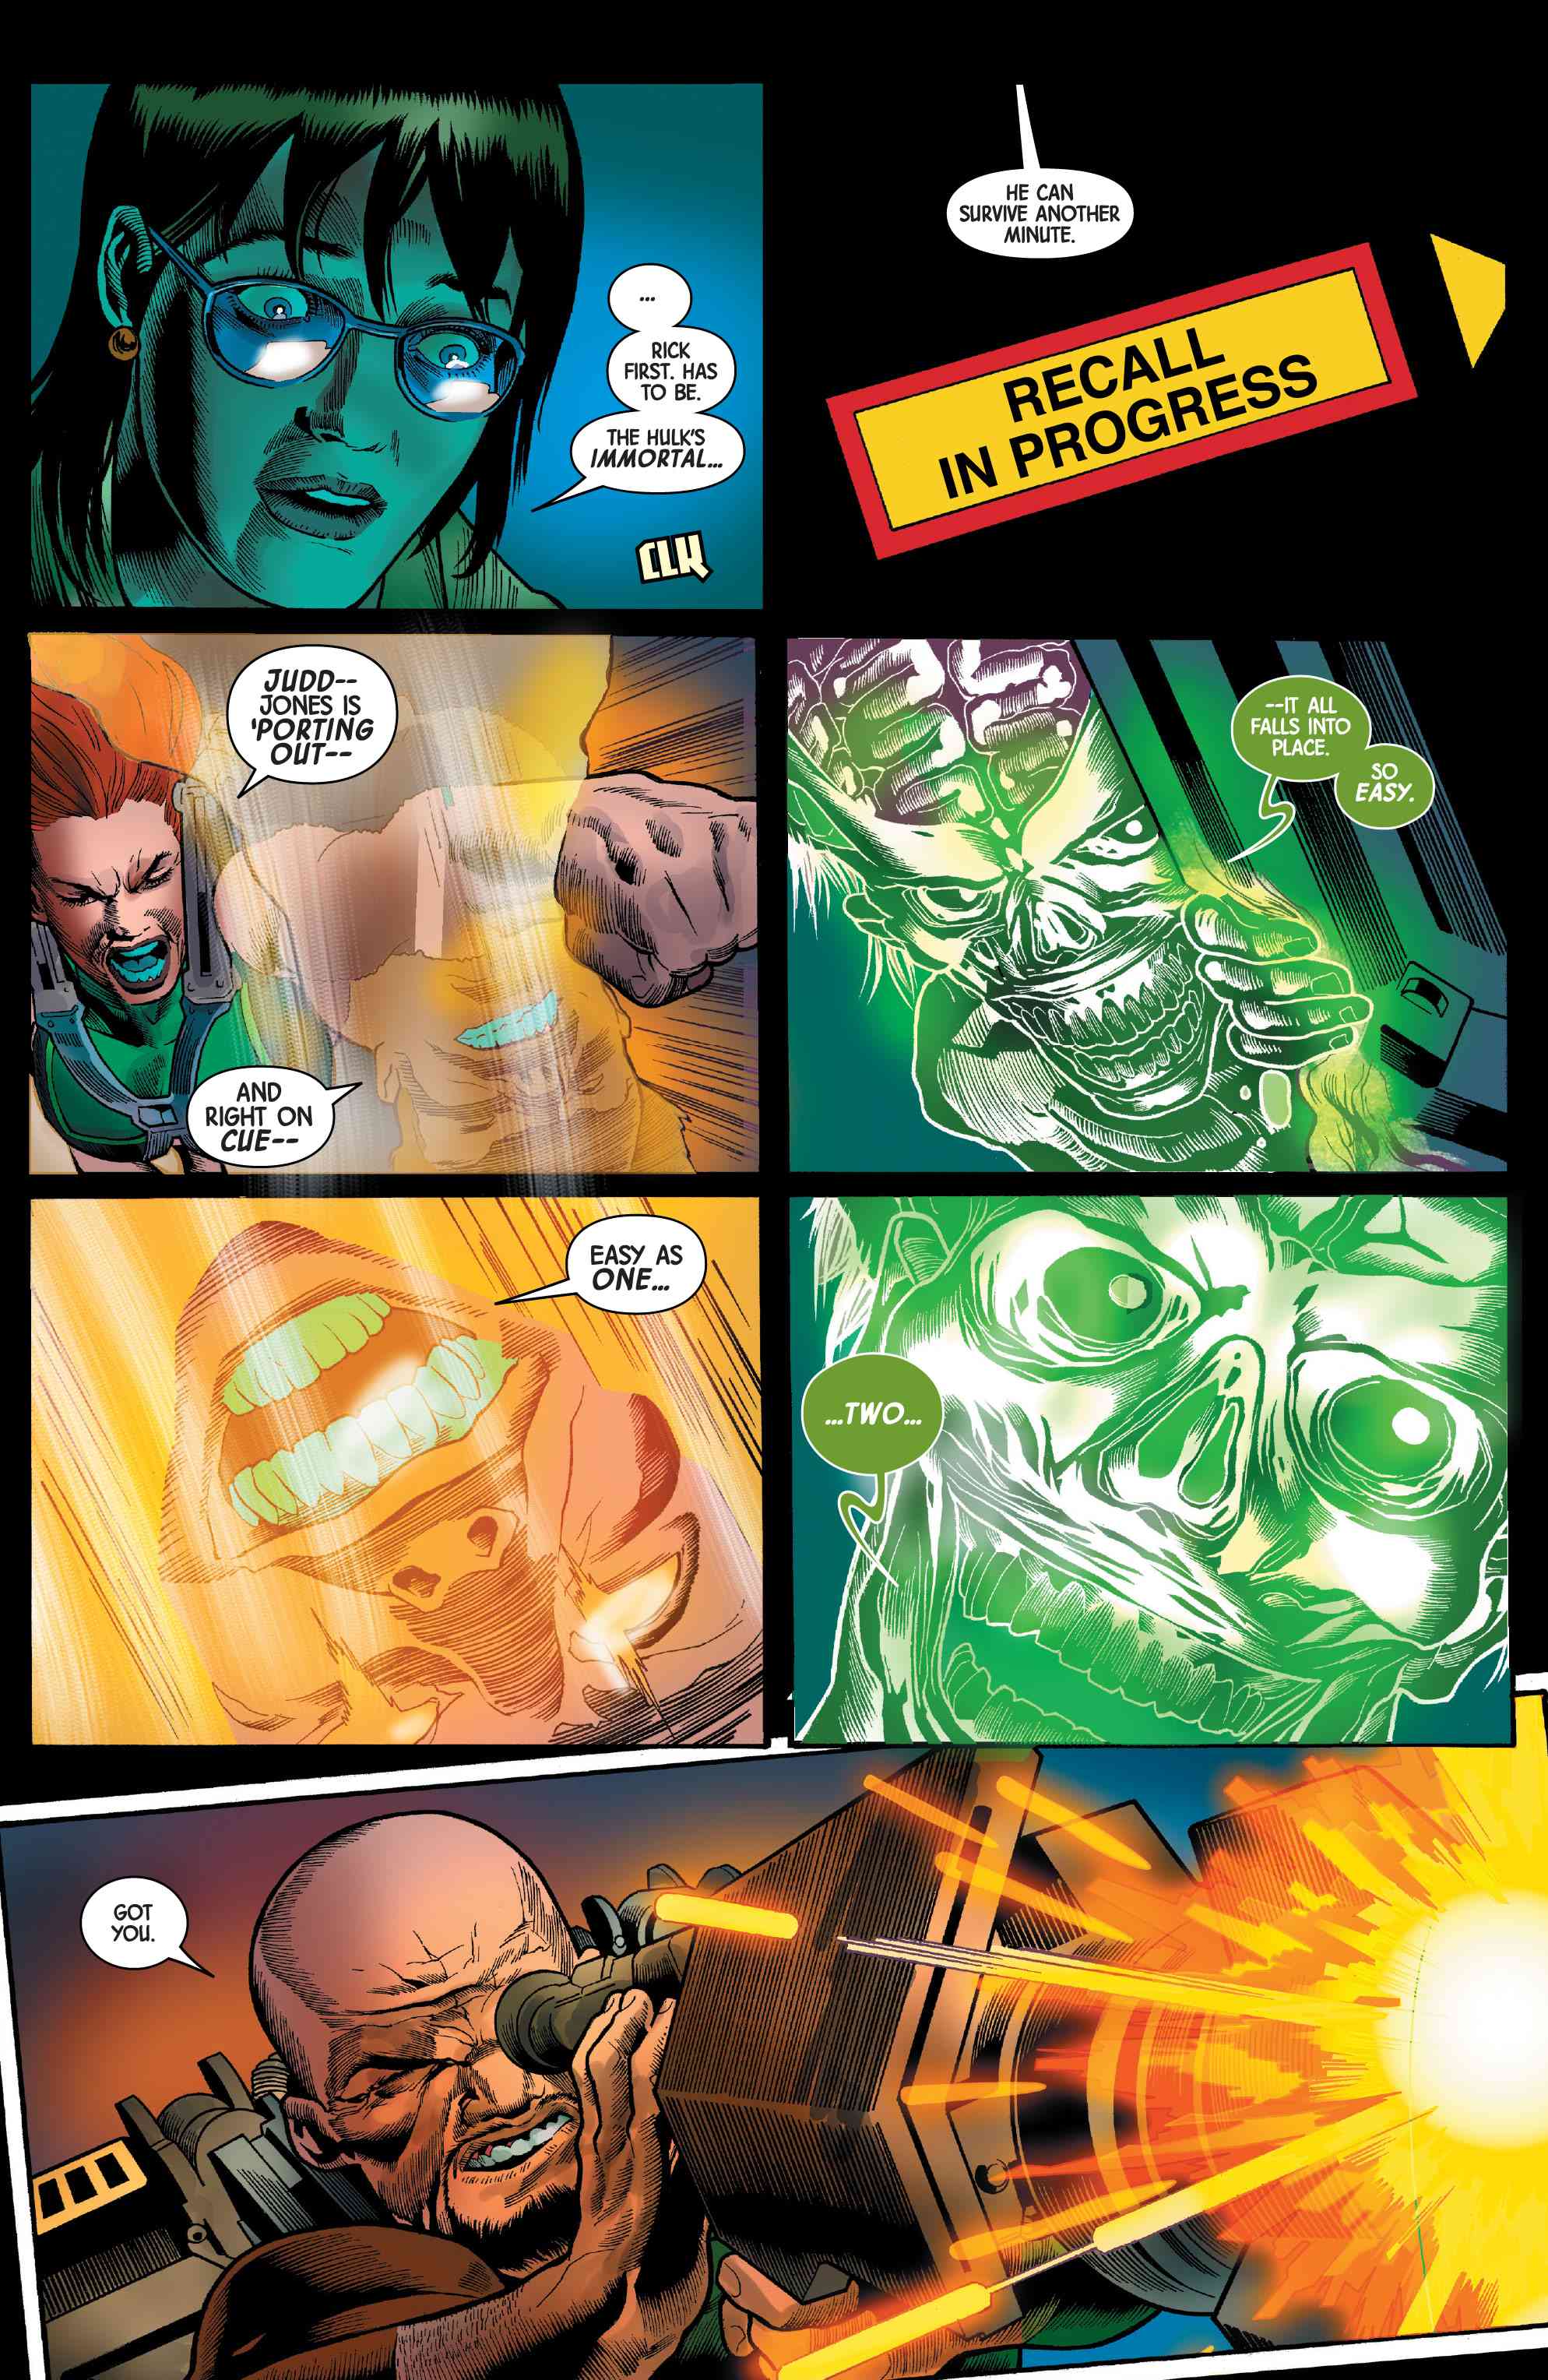 ...
RICK
FIRST. HAS
TO BE.
THE HULK'S
IMMORTAL...
CLK
HE CAN
SURVIVE ANOTHER
MINUTE.
RECALL
IN PROGRESS
JUDD--
JONES IS
'PORTING
OUT--
AND
RIGHT ON
CUE--
--IT ALL
FALLS INTO
PLACE.
SO
EASY.
EASY AS
ONE...
...TWO...
GOT
YOU.